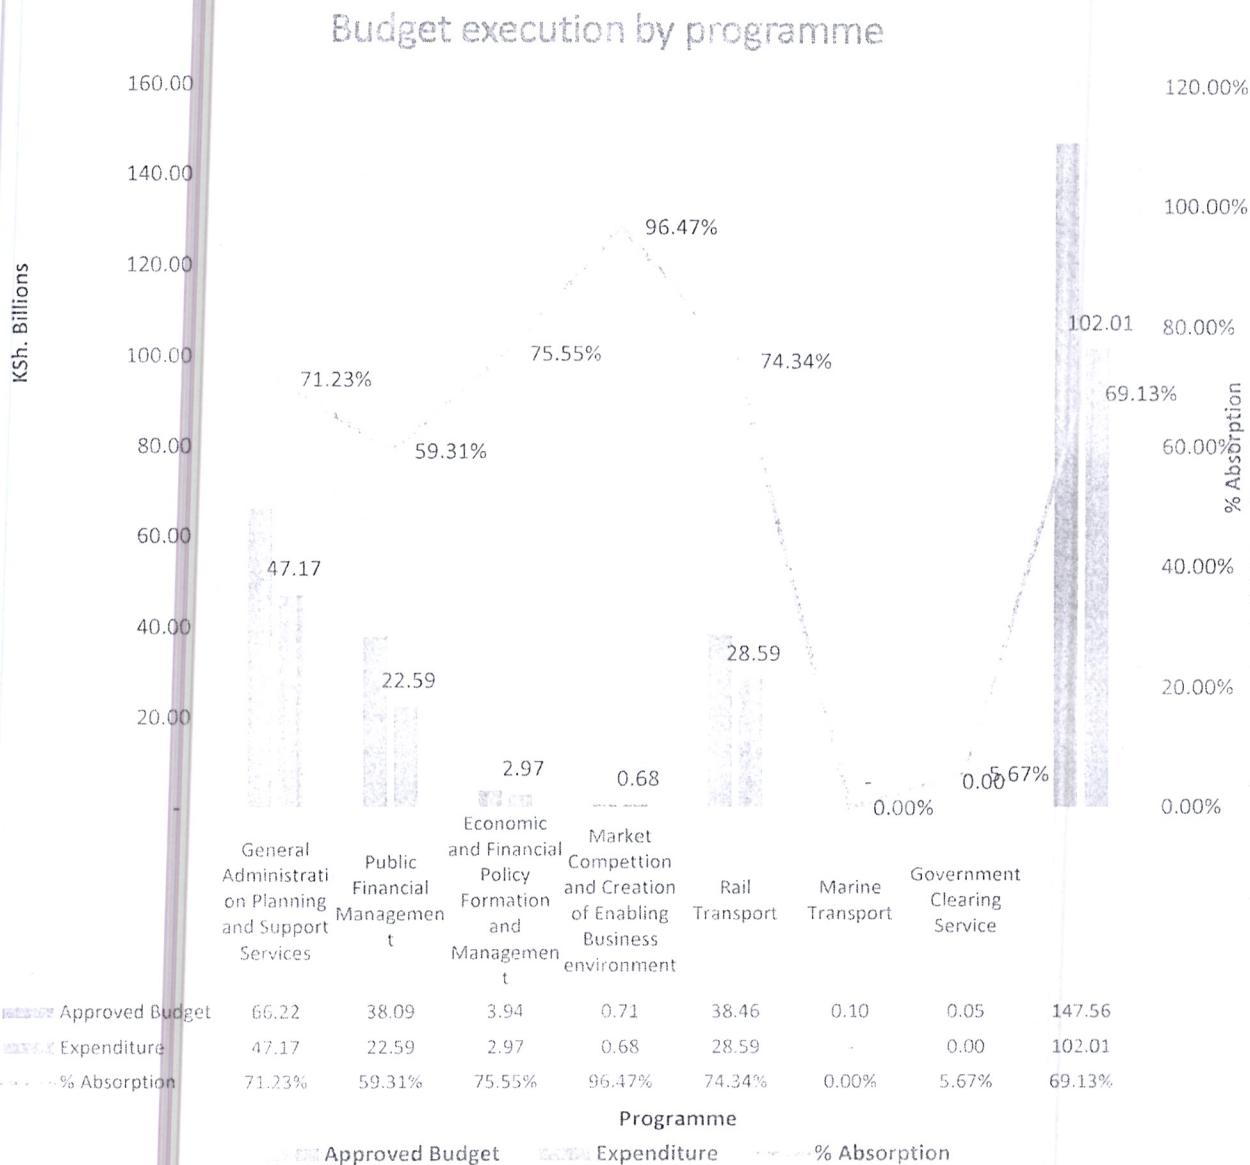 Budget execution by programme
160.00
140.00
120.00
100.00
80.00
60.00
40.00
20.00
-
KSh. Billions
120.00%
100.00%
80.00%
60.00%
40.00%
20.00%
0.00%
% Absorption
71.23%
59.31%
75.55%
96.47%
74.34%
0.00%
5.67%
69.13%
47.17
22.59
2.97
0.68
28.59
-
0.00
102.01
General
Administrati
on Planning
and Support
Services
Public
Financial
Managemen
t
Economic
and Financial
Policy
Formation
and
Managemen
t
Market
Compettion
and Creation
of Enabling
Business
environment
Rail
Transport
Marine
Transport
Government
Clearing
Service
Approved Budget 66.22 38.09 3.94 0.71 38.46 0.10 0.05 147.56
Expenditure 47.17 22.59 2.97 0.68 28.59 - 0.00 102.01
% Absorption 71.23% 59.31% 75.55% 96.47% 74.34% 0.00% 5.67% 69.13%
Programme
Approved Budget Expenditure % Absorption